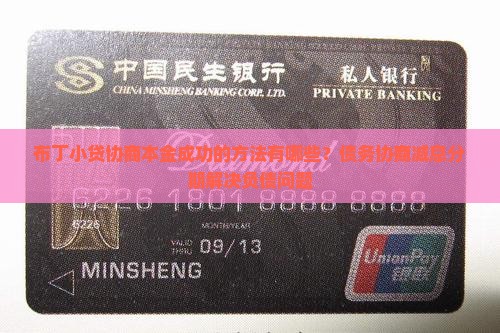 中国民生银行
CHINA MINSHENG BANKING CORP., LTD.
私人银行
PRIVATE BANKING
布丁小贷协商本金成功的方法有哪些？债务协商减息分
期解决负债问题
Diamond
6226 1801 8888 8888
6226
MONTH/YEAR
VALID
THRU
09/13
MINSHENG
UnionPay
银联